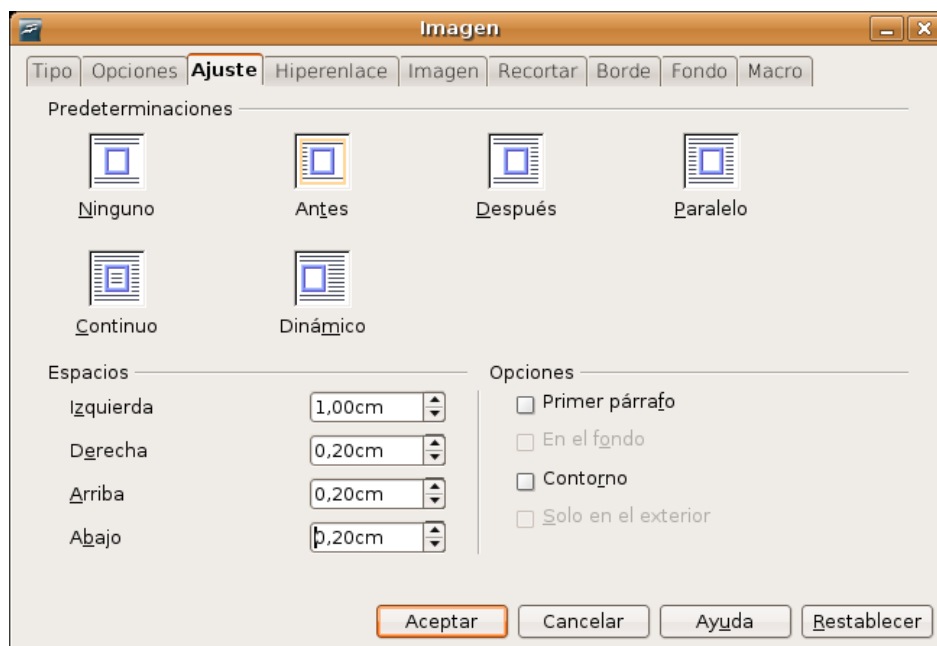 Imagen
Tipo Opciones Ajuste Hiperenlace Imagen Recortar Borde Fondo Macro
Predeterminaciones
Ninguno Antes Después Paralelo
Continuo Dinámico
Espacios Opciones
Izquierda 1,00cm Primer párrafo
Derecha 0,20cm En el fondo
Arriba 0,20cm Contorno
Abajo 0,20cm Solo en el exterior
Aceptar Cancelar Ayuda Restablecer